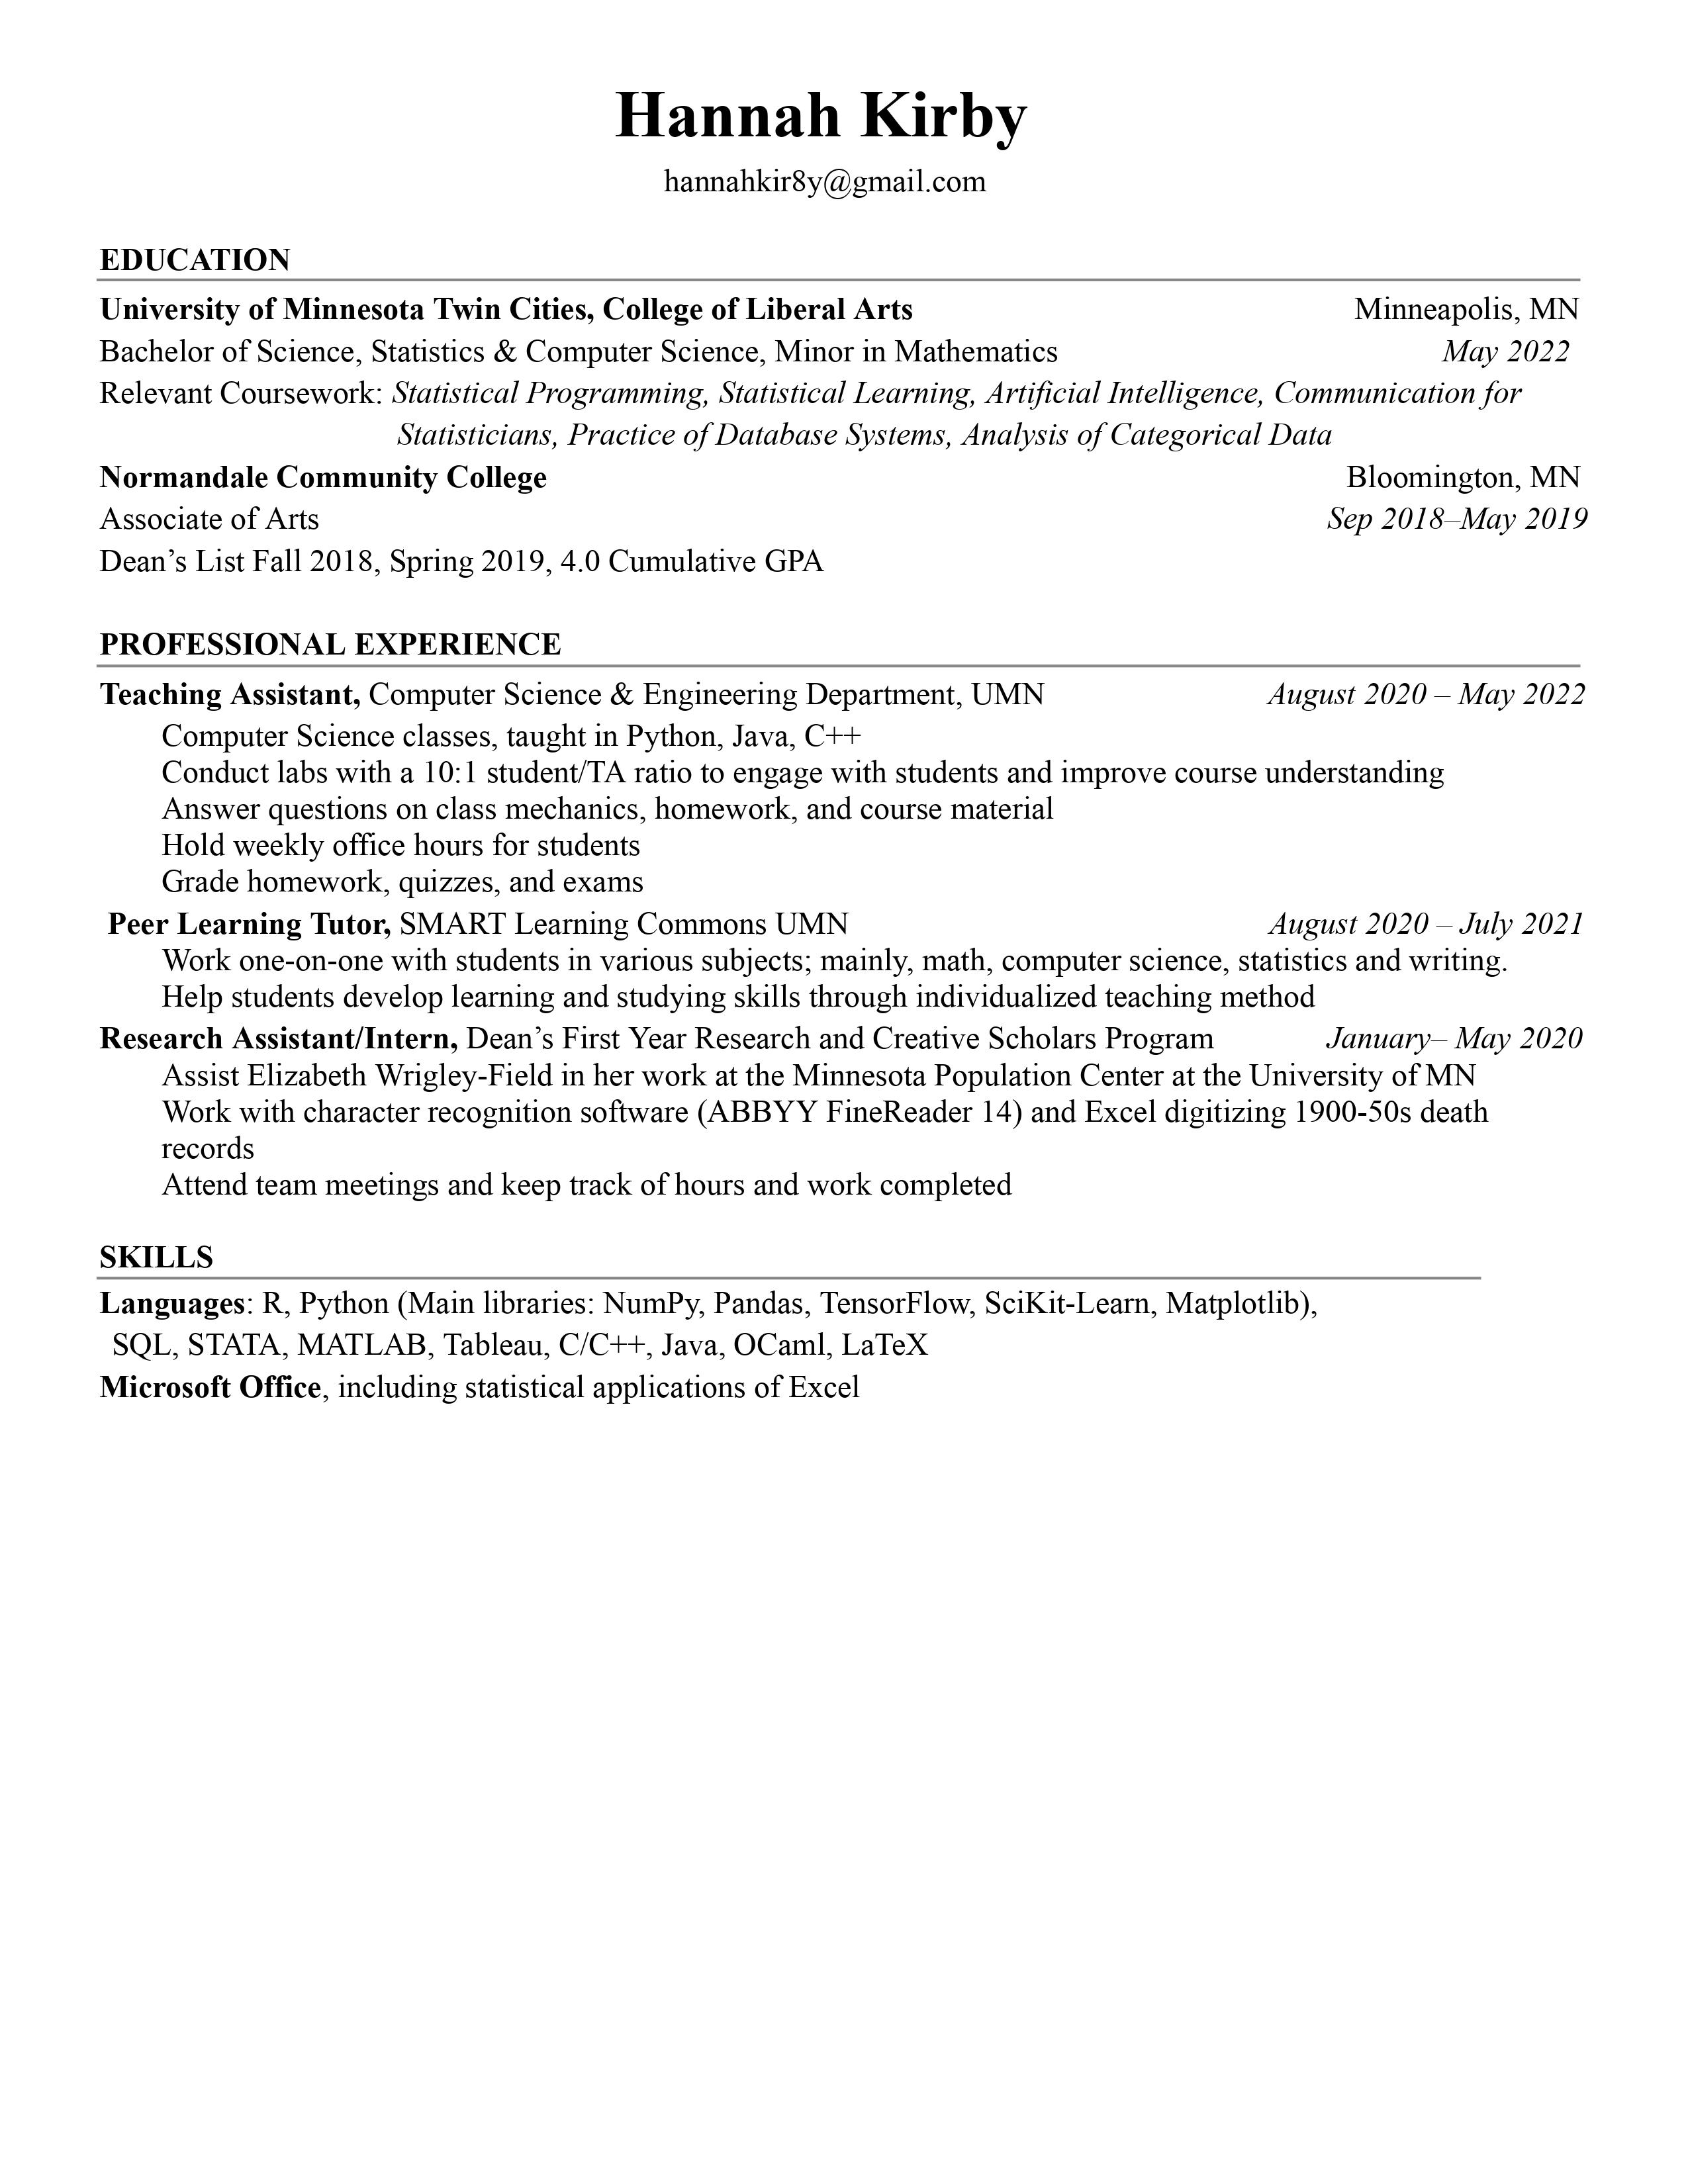 Hannah Kirby
hannahkir8y@gmail.com
EDUCATION
University of Minnesota Twin Cities, College of Liberal Arts Minneapolis, MN
Bachelor of Science, Statistics & Computer Science, Minor in Mathematics May 2022
Relevant Coursework: Statistical Programming, Statistical Learning, Artificial Intelligence, Communication for
Statisticians, Practice of Database Systems, Analysis of Categorical Data
Normandale Community College Bloomington, MN
Associate of Arts Sep 2018–May 2019
Dean’s List Fall 2018, Spring 2019, 4.0 Cumulative GPA
PROFESSIONAL EXPERIENCE
Teaching Assistant, Computer Science & Engineering Department, UMN August 2020 – May 2022
Computer Science classes, taught in Python, Java, C++
Conduct labs with a 10:1 student/TA ratio to engage with students and improve course understanding
Answer questions on class mechanics, homework, and course material
Hold weekly office hours for students
Grade homework, quizzes, and exams
Peer Learning Tutor, SMART Learning Commons UMN August 2020 – July 2021
Work one-on-one with students in various subjects; mainly, math, computer science, statistics and writing.
Help students develop learning and studying skills through individualized teaching method
Research Assistant/Intern, Dean’s First Year Research and Creative Scholars Program January– May 2020
Assist Elizabeth Wrigley-Field in her work at the Minnesota Population Center at the University of MN
Work with character recognition software (ABBYY FineReader 14) and Excel digitizing 1900-50s death
records
Attend team meetings and keep track of hours and work completed
SKILLS
Languages: R, Python (Main libraries: NumPy, Pandas, TensorFlow, SciKit-Learn, Matplotlib),
SQL, STATA, MATLAB, Tableau, C/C++, Java, OCaml, LaTeX
Microsoft Office, including statistical applications of Excel